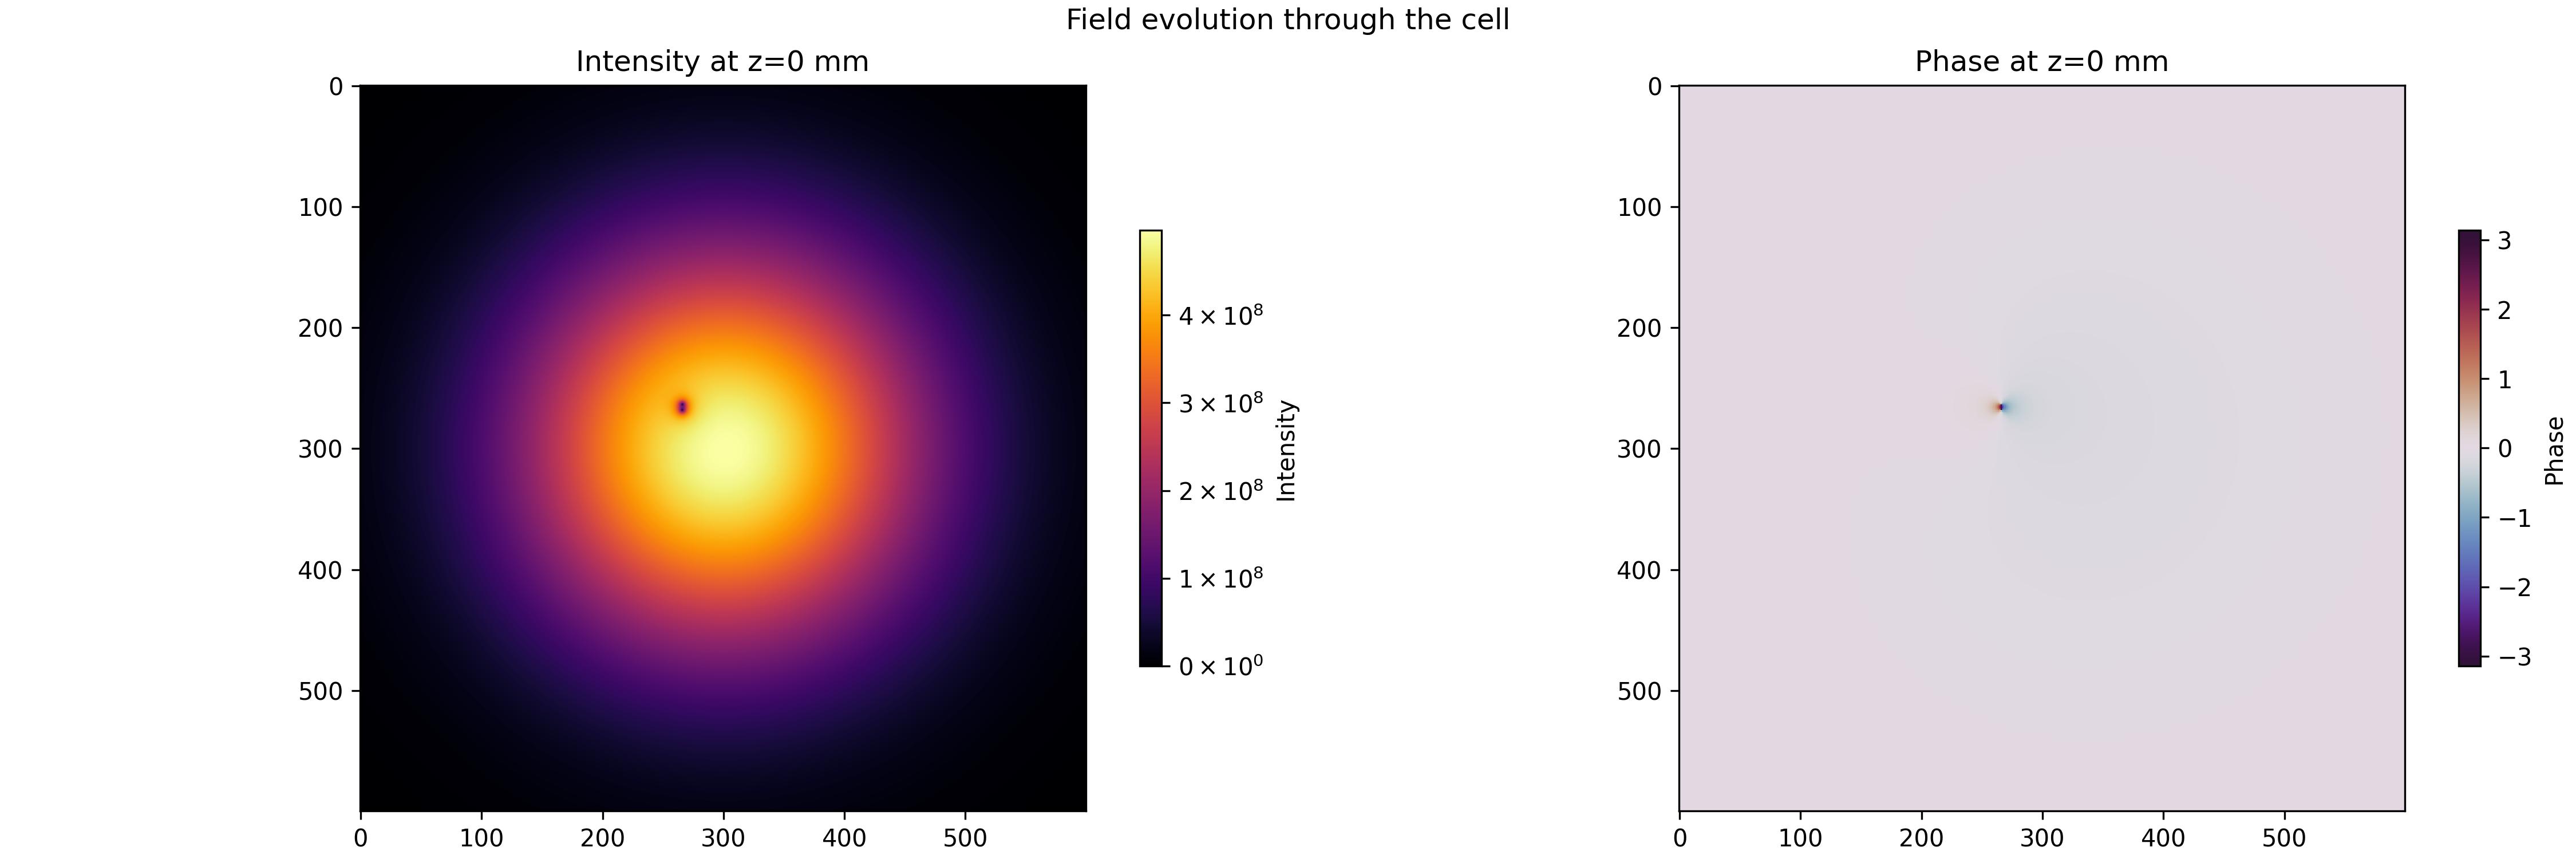 Field evolution through the cell
Intensity at z=0 mm
0
100
200
300
400
500
0 100 200 300 400 500
4 × 10⁸
3 × 10⁸
2 × 10⁸
1 × 10⁸
0 × 10⁰
Intensity
Phase at z=0 mm
0
100
200
300
400
500
0 100 200 300 400 500
3
2
1
0
−1
−2
−3
Phase